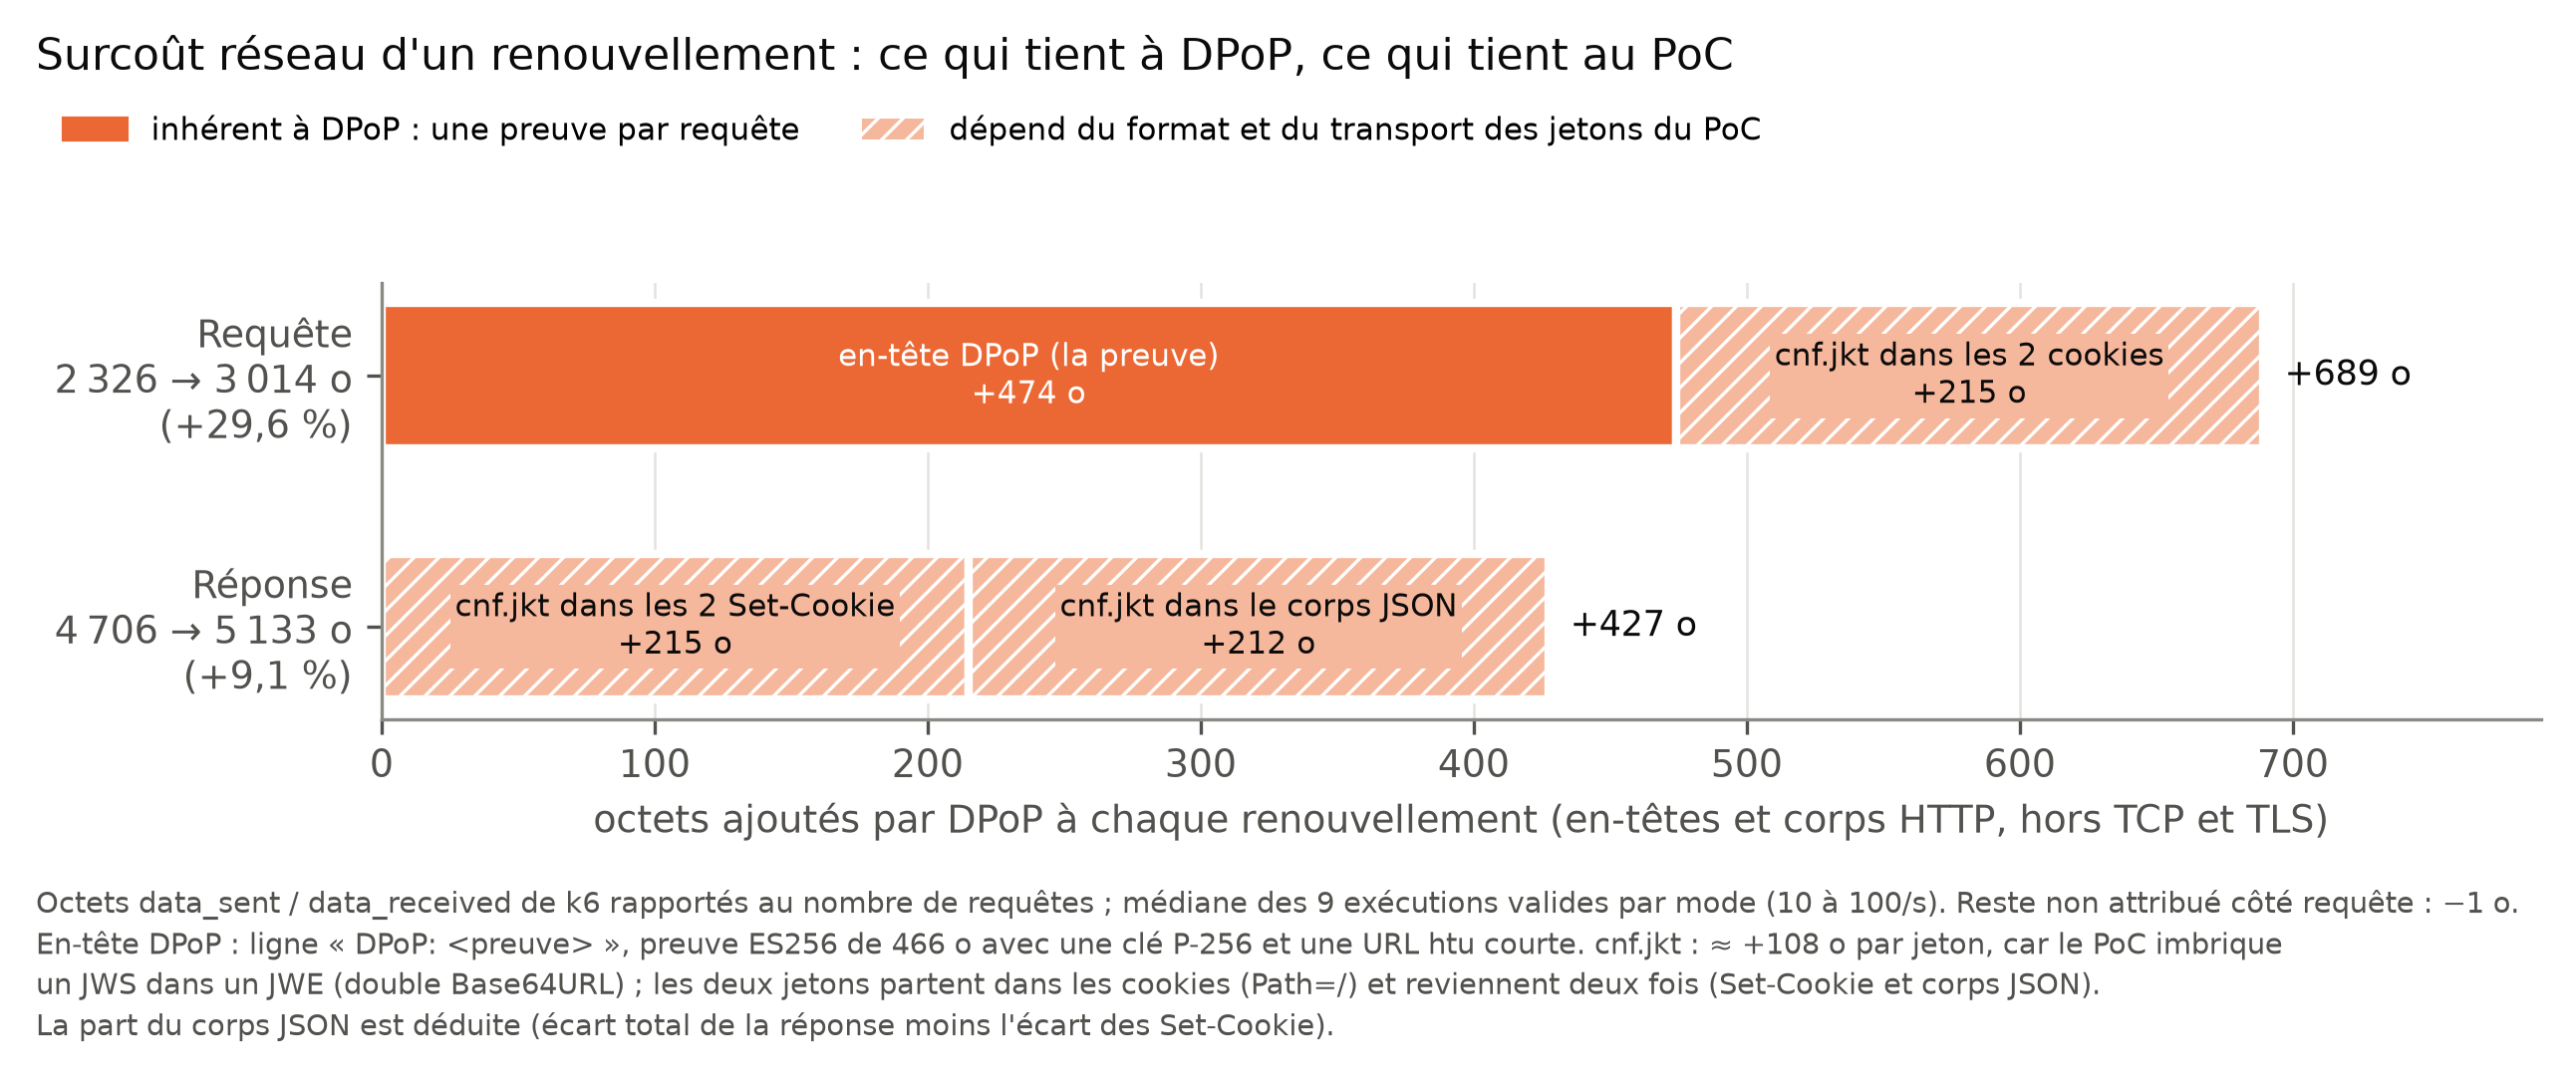 Surcoût réseau d'un renouvellement : ce qui tient à DPoP, ce qui tient au PoC
inhérent à DPoP : une preuve par requête
dépend du format et du transport des jetons du PoC
Requête
2 326 → 3 014 o
(+29,6 %)
en-tête DPoP (la preuve)
+474 o
cnf.jkt dans les 2 cookies
+215 o
+689 o
Réponse
4 706 → 5 133 o
(+9,1 %)
cnf.jkt dans les 2 Set-Cookie
+215 o
cnf.jkt dans le corps JSON
+212 o
+427 o
0 100 200 300 400 500 600 700
octets ajoutés par DPoP à chaque renouvellement (en-têtes et corps HTTP, hors TCP et TLS)
Octets data_sent / data_received de k6 rapportés au nombre de requêtes ; médiane des 9 exécutions valides par mode (10 à 100/s). Reste non attribué côté requête : −1 o.
En-tête DPoP : ligne « DPoP: <preuve> », preuve ES256 de 466 o avec une clé P-256 et une URL htu courte. cnf.jkt : ≈ +108 o par jeton, car le PoC imbrique
un JWS dans un JWE (double Base64URL) ; les deux jetons partent dans les cookies (Path=/) et reviennent deux fois (Set-Cookie et corps JSON).
La part du corps JSON est déduite (écart total de la réponse moins l'écart des Set-Cookie).